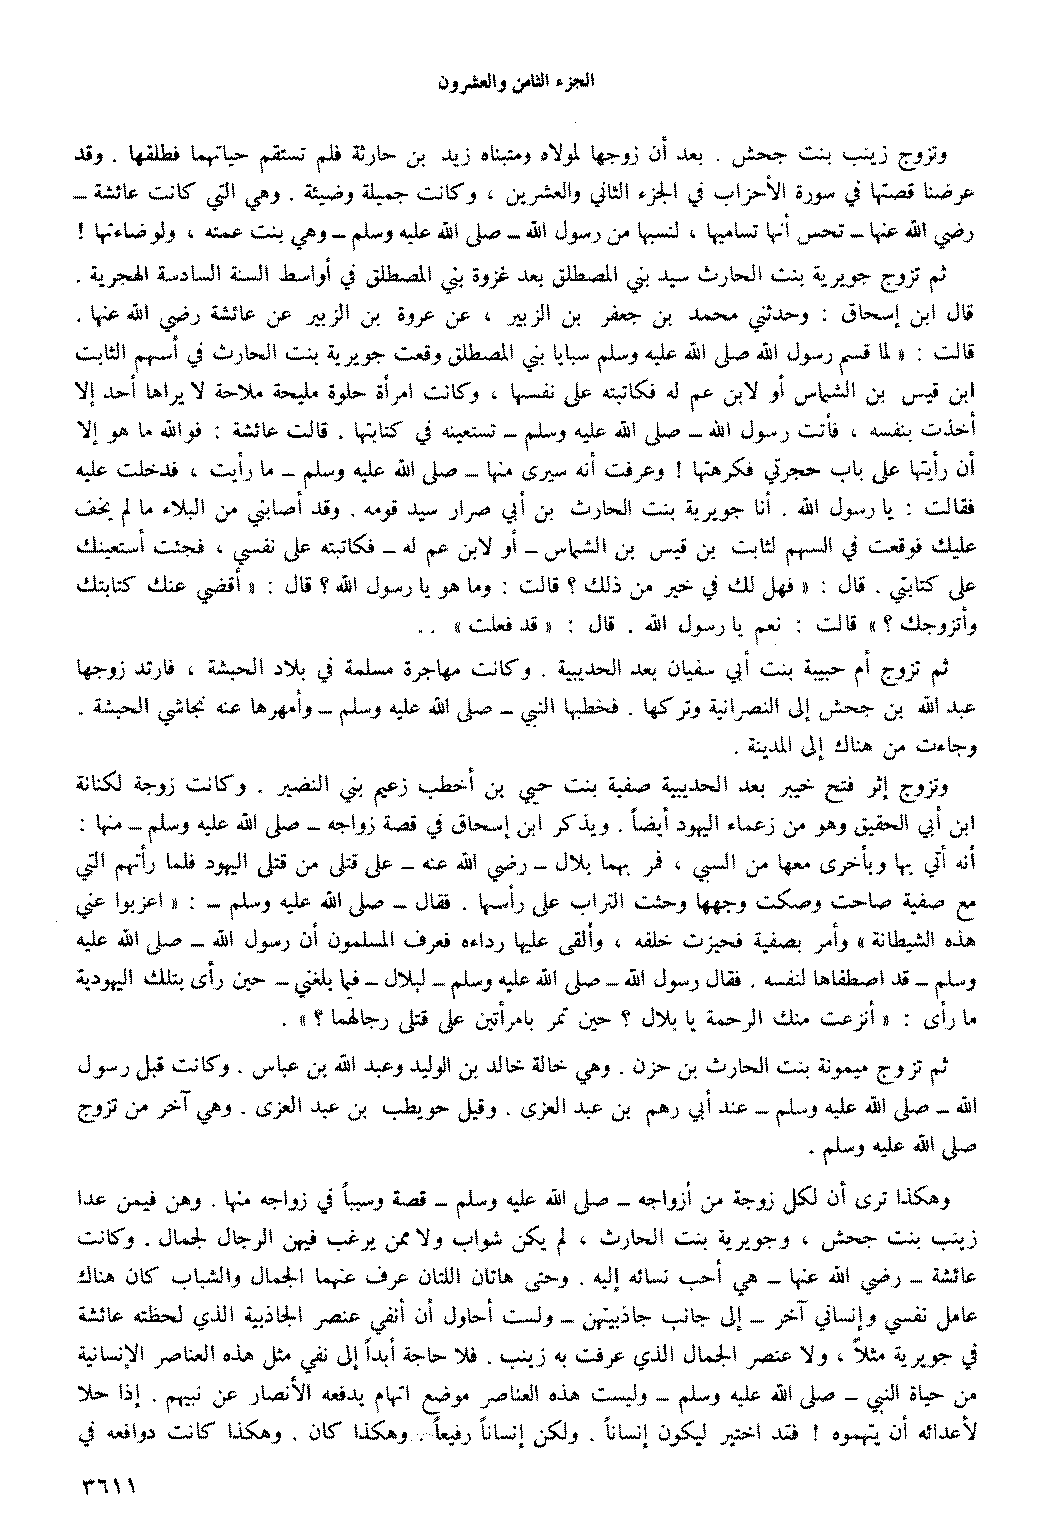 الجزء الثامن والعشرون
وتزوج زينب بنت جحش . بعد أن زوجها لمولاه ومتبناه زيد بن حارثة فلم تستقم حياتهما فطلقها . وقد
عرضنا قصتها في سورة الأحزاب في الجزء الثاني والعشرين ، وكانت جميلة وضيئة . وهي التي كانت عائشة –
رضي الله عنها – تحس أنها تساميها ، لنسبها من رسول الله – صلى الله عليه وسلم – وهي بنت عمته ، ولوضاءتها !
ثم تزوج جويرية بنت الحارث سيد بني المصطلق بعد غزوة بني المصطلق في أواسط السنة السادسة الهجرية .
قال ابن إسحاق : وحدثني محمد بن جعفر بن الزبير ، عن عروة بن الزبير عن عائشة رضي الله عنها .
قالت : « لما قسم رسول الله صلى الله عليه وسلم سبايا بني المصطلق وقعت جويرية بنت الحارث في أسهم الثابت
ابن قيس بن الشماس أو لابن عم له فكاتبته على نفسها ، وكانت امرأة حلوة مليحة ملاحة لا يراها أحد إلا
أخذت بنفسه ، فأتت رسول الله – صلى الله عليه وسلم – تستعينه في كتابتها . قالت عائشة : فوالله ما هو إلا
أن رأيتها على باب حجرتي فكرهتها ! وعرفت أنه سيرى منها – صلى الله عليه وسلم – ما رأيت ، فدخلت عليه
فقالت : يا رسول الله . أنا جويرية بنت الحارث بن أبي صرار سيد قومه . وقد أصابني من البلاء ما لم يخف
عليك فوقعت في السهم لثابت بن قيس بن الشماس – أو لابن عم له – فكاتبته على نفسي ، فجئت أستعينك
على كتابتي . قال : « فهل لك في خير من ذلك ؟ قالت : وما هو يا رسول الله ؟ قال : « أقضي عنك كتابتك
وأتزوجك ؟ » قالت : نعم يا رسول الله . قال : « قد فعلت » . .
ثم تزوج أم حبيبة بنت أبي سفيان بعد الحديبية . وكانت مهاجرة مسلمة في بلاد الحبشة ، فارتد زوجها
عبد الله بن جحش إلى النصرانية وتركها . فخطبها النبي – صلى الله عليه وسلم – وأمهرها عنه نجاشي الحبشة .
وجاءت من هناك إلى المدينة .
وتزوج إثر فتح خيبر بعد الحديبية صفية بنت حيي بن أخطب زعيم بني النضير . وكانت زوجة لكنانة
ابن أبي الحقيق وهو من زعماء اليهود أيضاً . ويذكر ابن إسحاق في قصة زواجه – صلى الله عليه وسلم – منها :
أنه أتي بها وبأخرى معها من السبي ، فمر بهما بلال – رضي الله عنه – على قتلى من قتلى اليهود فلما رأتهم التي
مع صفية صاحت وصكت وجهها وحثت التراب على رأسها . فقال – صلى الله عليه وسلم – : « اعزبوا عني
هذه الشيطانة » وأمر بصفية فحيزت خلفه ، وألقى عليها رداءه فعرف المسلمون أن رسول الله – صلى الله عليه
وسلم – قد اصطفاها لنفسه . فقال رسول الله – صلى الله عليه وسلم – لبلال – فيما بلغني – حين رأى بتلك اليهودية
ما رأى : « أنزعت منك الرحمة يا بلال ؟ حين تمر بامرأتين على قتلى رجالهما ؟ » .
ثم تزوج ميمونة بنت الحارث بن حزن . وهي خالة خالد بن الوليد وعبد الله بن عباس . وكانت قبل رسول
الله – صلى الله عليه وسلم – عند أبي رهم بن عبد العزى . وقيل حويطب بن عبد العزى . وهي آخر من تزوج
صلى الله عليه وسلم .
وهكذا ترى أن لكل زوجة من أزواجه – صلى الله عليه وسلم – قصة وسبباً في زواجه منها . وهن فيمن عدا
زينب بنت جحش ، وجويرية بنت الحارث ، لم يكن شواب ولا ممن يرغب فيهن الرجال لجمال . وكانت
عائشة – رضي الله عنها – هي أحب نسائه إليه . وحتى هاتان اللتان عرف عنهما الجمال والشباب كان هناك
عامل نفسي وإنساني آخر – إلى جانب جاذبيتهن – ولست أحاول أن أنفي عنصر الجاذبية الذي لحظته عائشة
في جويرية مثلاً ، ولا عنصر الجمال الذي عرفت به زينب . فلا حاجة أبداً إلى نفي مثل هذه العناصر الإنسانية
من حياة النبي – صلى الله عليه وسلم – وليست هذه العناصر موضع اتهام يدفعه الأنصار عن نبيهم . إذا حلا
لأعدائه أن يتهموه ! فقد اختير ليكون إنساناً . ولكن إنساناً رفيعاً . وهكذا كان . وهكذا كانت دوافعه في
٣٦١١